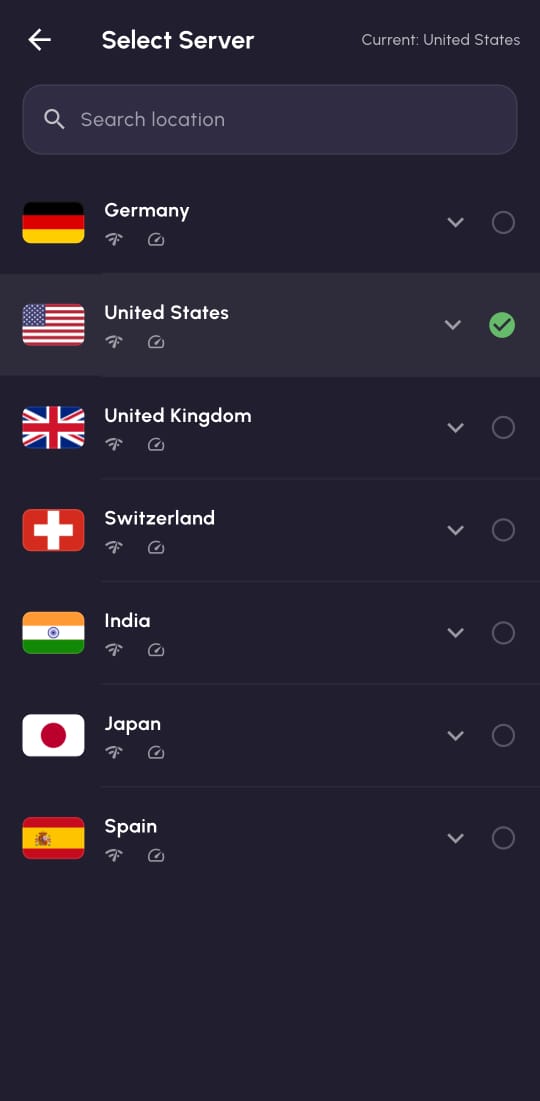 Select Server
Current: United States
Search location
Germany
United States
United Kingdom
Switzerland
India
Japan
Spain